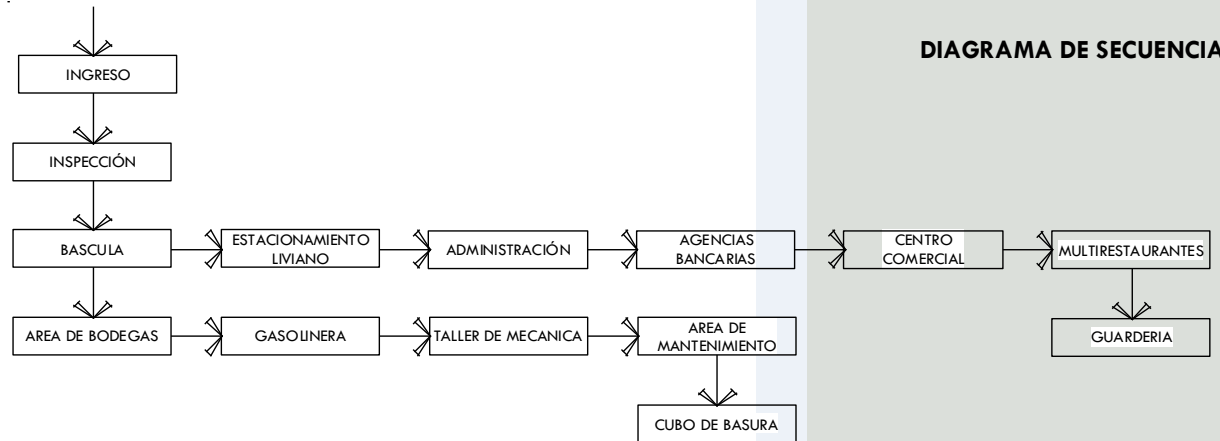 DIAGRAMA DE SECUENCIA
INGRESO
INSPECCIÓN
BASCULA
ESTACIONAMIENTO
LIVIANO
ADMINISTRACIÓN
AGENCIAS
BANCARIAS
CENTRO
COMERCIAL
MULTIRESTAURANTES
AREA DE BODEGAS
GASOLINERA
TALLER DE MECANICA
AREA DE
MANTENIMIENTO
GUARDERIA
CUBO DE BASURA